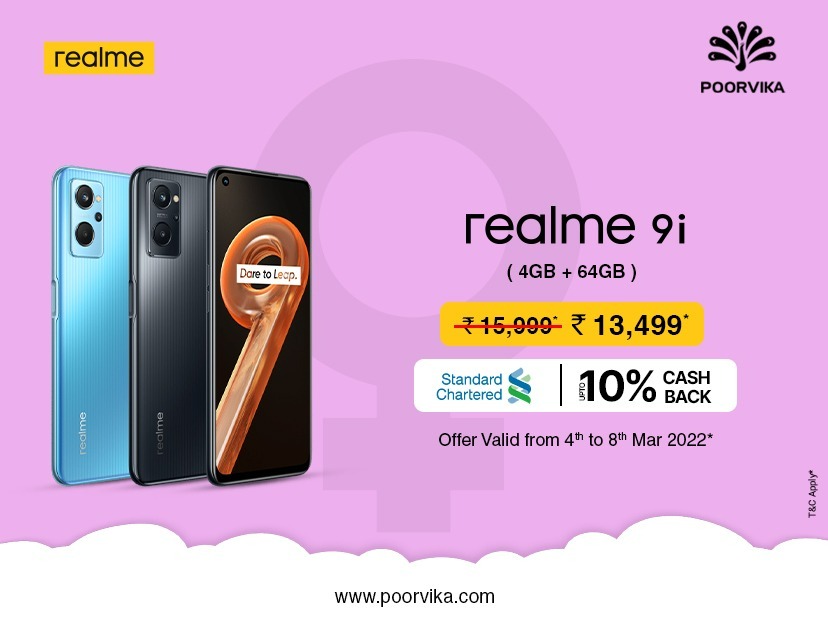 realme
POORVIKA
realme 9i
( 4GB + 64GB )
₹ 15,999* ₹ 13,499*
Standard Chartered | UPTO 10% CASH BACK
Offer Valid from 4th to 8th Mar 2022*
Dare to Leap.
realme
realme
T&C Apply*
www.poorvika.com